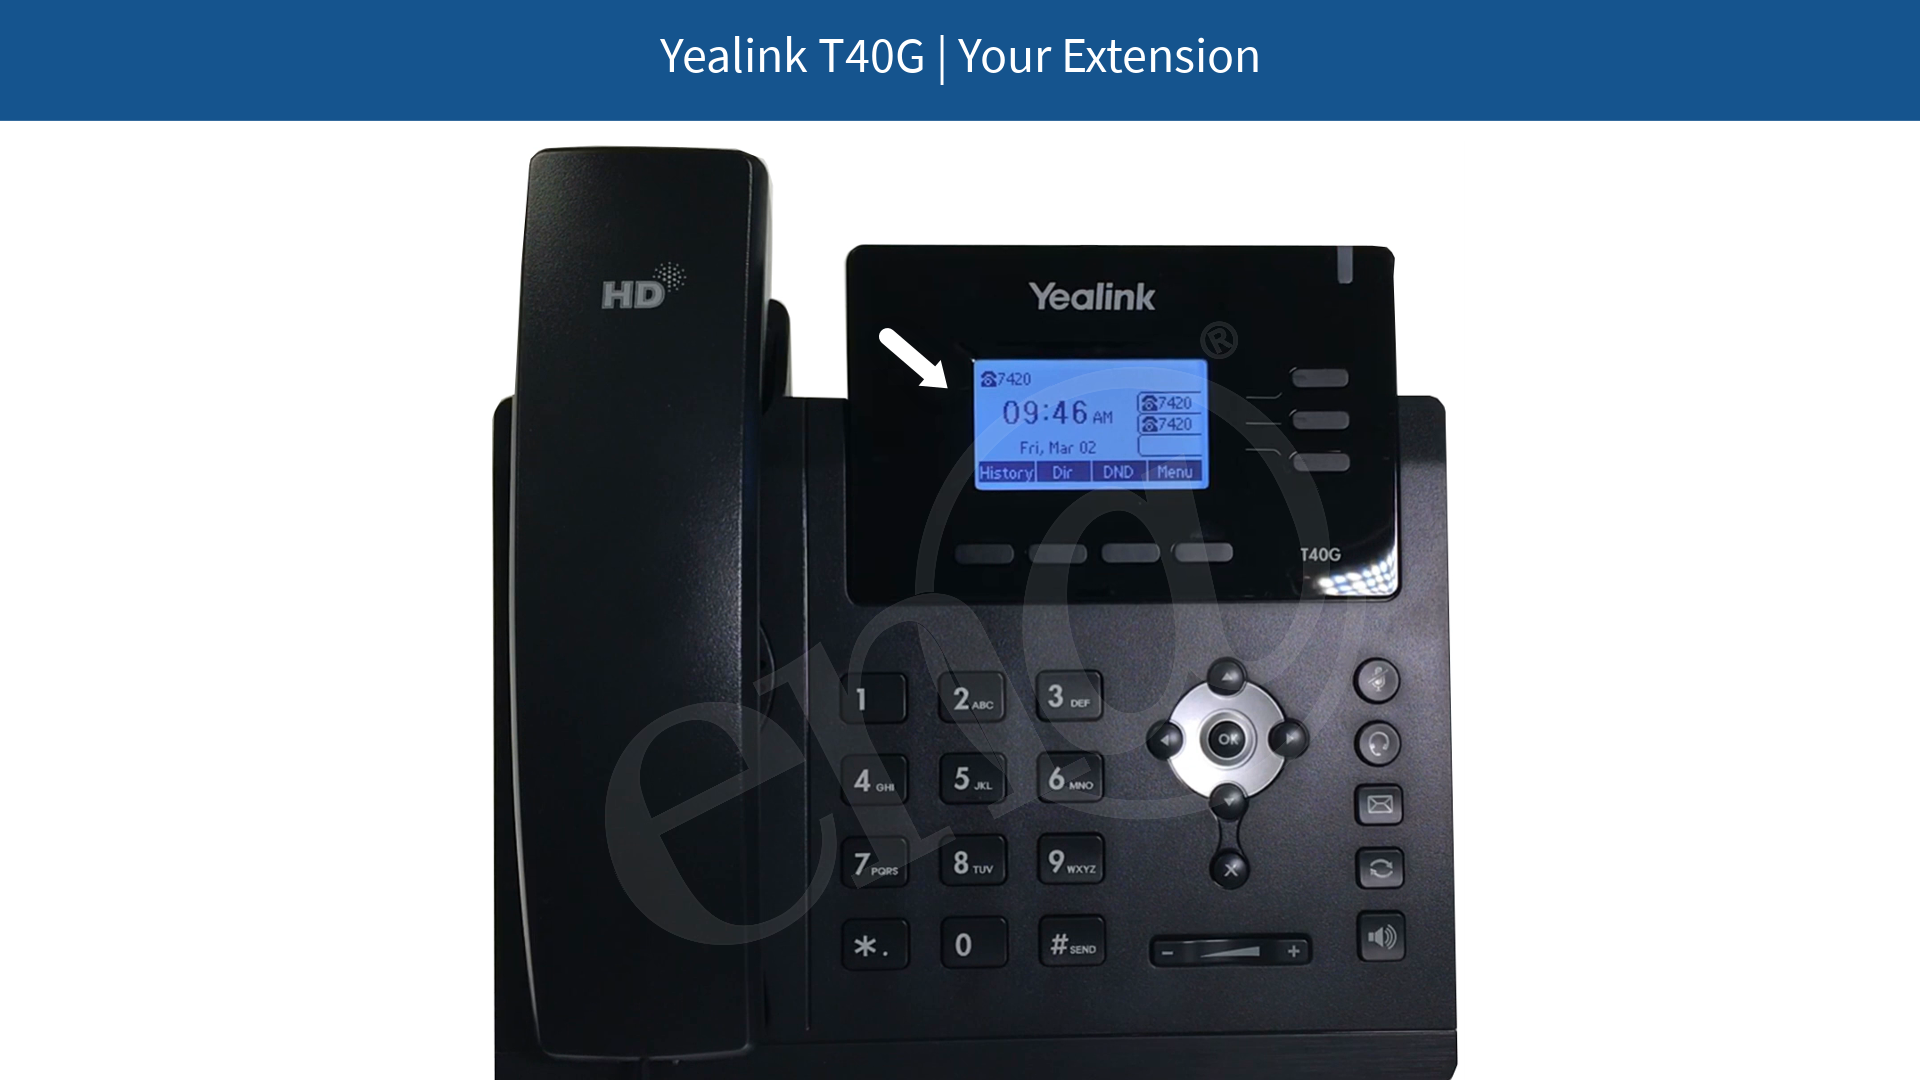 Yealink T40G | Your Extension
HD
Yealink
®
7420
09:46 AM
7420
7420
Fri, Mar 02
History Dir DND Menu
T40G
1 2 ABC 3 DEF
OK
4 GHI 5 JKL 6 MNO
7 PQRS 8 TUV 9 WXYZ
X
* . 0 # SEND
- +
ena